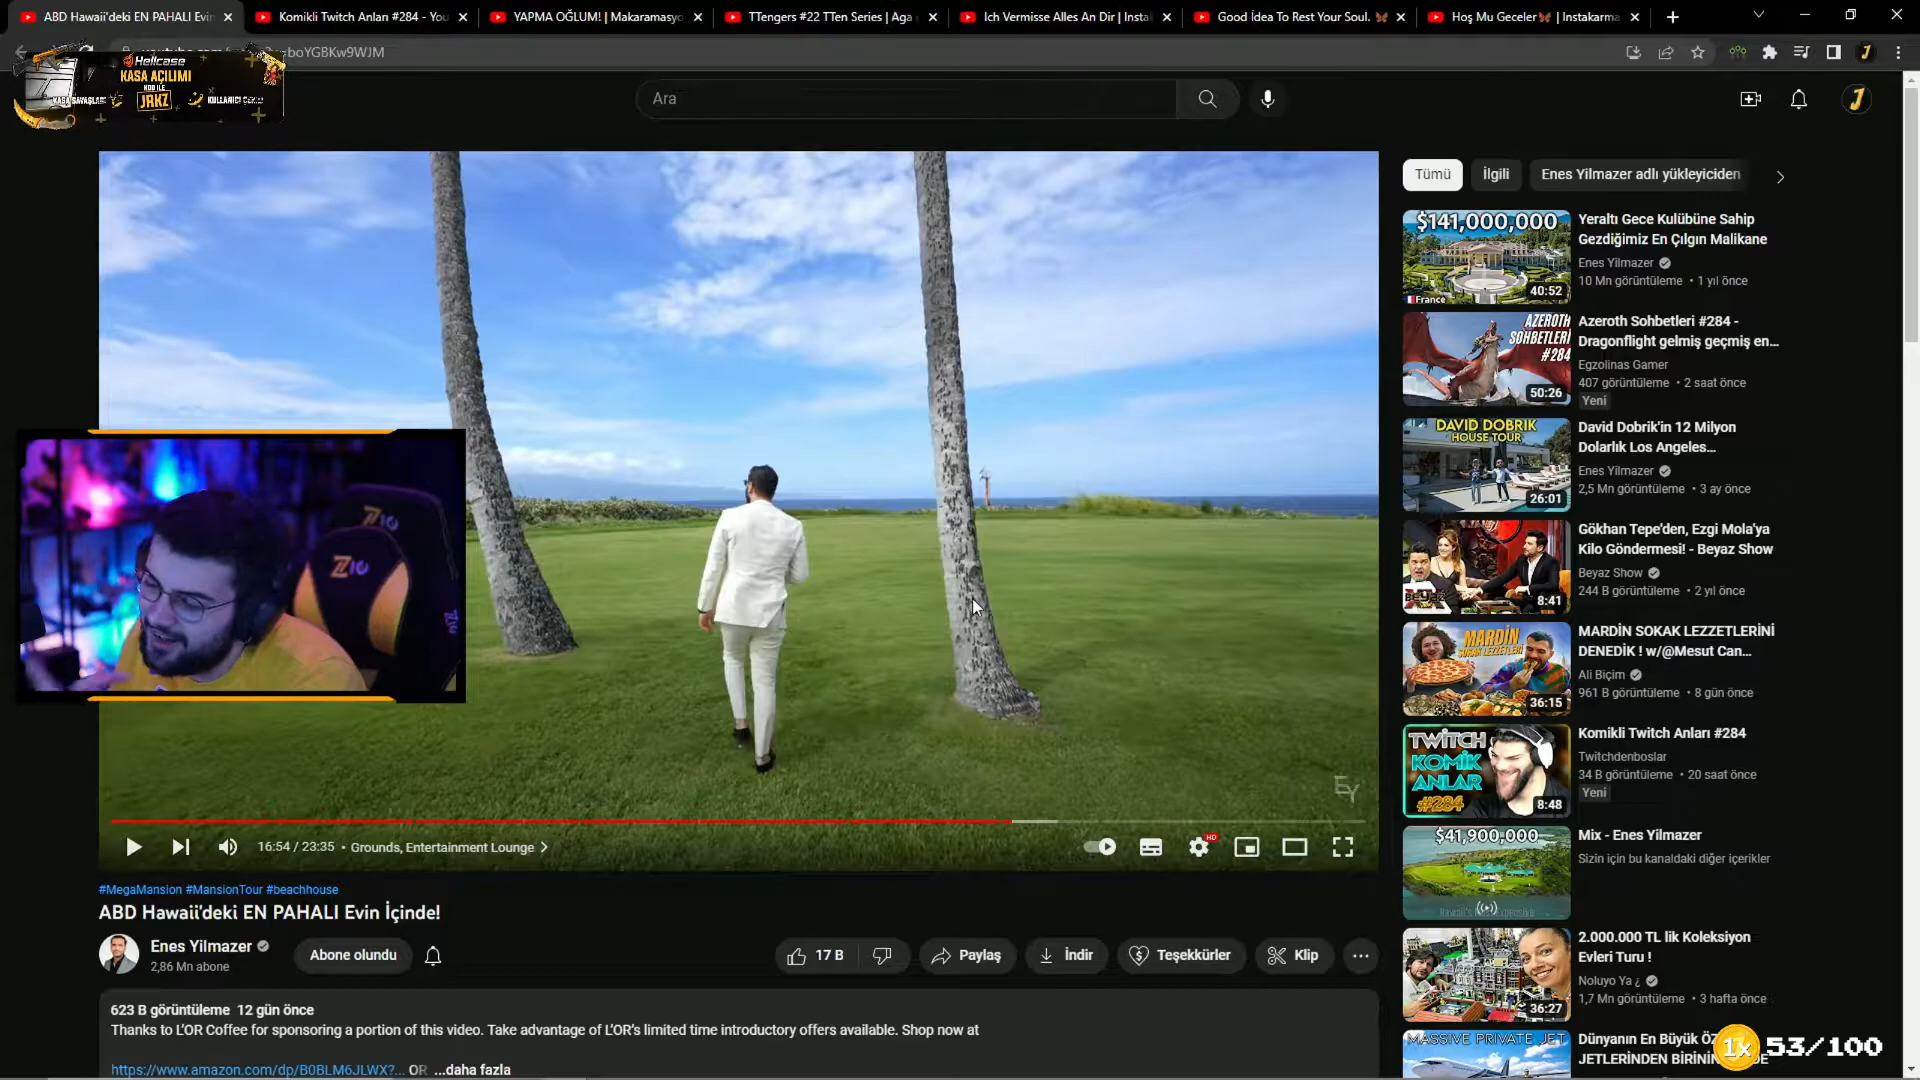 ABD Hawaii'deki EN PAHALI Evin
Komikli Twitch Anları #284 - You
YAPMA OĞLUM! | Makaramasyo
TTengers #22 TTen Series | Aga
Ich Vermisse Alles An Dir | Insta
Good İdea To Rest Your Soul. 🦋
Hoş Mu Geceler🦋 | Instakarma
boYGBKw9WJM
Hellcase
KASA AÇILIMI
KOD İLE
JRKZ
KASA SAVAŞLARI
Ara
J
Tümü
İlgili
Enes Yilmazer adlı yükleyiciden
$141,000,000
France
40:52
Yeraltı Gece Kulübüne Sahip
Gezdiğimiz En Çılgın Malikane
Enes Yilmazer
10 Mn görüntüleme • 1 yıl önce
AZEROTH
SOHBETLERİ
#284
50:26
Azeroth Sohbetleri #284 -
Dragonflight gelmiş geçmiş en...
Egzolinas Gamer
407 görüntüleme • 2 saat önce
Yeni
DAVID DOBRIK
HOUSE TOUR
26:01
David Dobrik'in 12 Milyon
Dolarlık Los Angeles...
Enes Yilmazer
2,5 Mn görüntüleme • 3 ay önce
8:41
Gökhan Tepe'den, Ezgi Mola'ya
Kilo Göndermesi! - Beyaz Show
Beyaz Show
244 B görüntüleme • 2 yıl önce
MARDİN
SOKAK LEZZETLERİ
36:15
MARDİN SOKAK LEZZETLERİNİ
DENEDİK ! w/@Mesut Can...
Ali Biçim
961 B görüntüleme • 8 gün önce
TWİTCH
KOMİK
ANLAR
#284
8:48
Komikli Twitch Anları #284
Twitchdenboslar
34 B görüntüleme • 20 saat önce
Yeni
$41,900,000
Mix - Enes Yilmazer
Sizin için bu kanaldaki diğer içerikler
36:27
2.000.000 TL lik Koleksiyon
Evleri Turu !
Noluyo Ya ¿
1,7 Mn görüntüleme • 3 hafta önce
MASSIVE PRIVATE JET
Dünyanın En Büyük
JETLERİNDEN
1x
53/100
ZIO
ZIO
EY
16:54 / 23:35 • Grounds, Entertainment Lounge
HD
#MegaMansion #MansionTour #beachhouse
ABD Hawaii'deki EN PAHALI Evin İçinde!
Enes Yilmazer
2,86 Mn abone
Abone olundu
17 B
Paylaş
İndir
Teşekkürler
Klip
623 B görüntüleme 12 gün önce
Thanks to L'OR Coffee for sponsoring a portion of this video. Take advantage of L'OR's limited time introductory offers available. Shop now at
https://www.amazon.com/dp/B0BLM6JLWX?... OR ...daha fazla